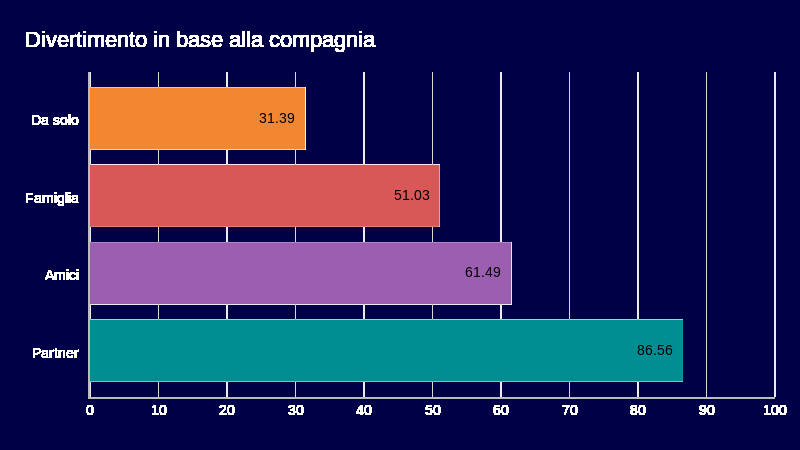 Divertimento in base alla compagnia
Da solo
31.39
Famiglia
51.03
Amici
61.49
Partner
86.56
0 10 20 30 40 50 60 70 80 90 100